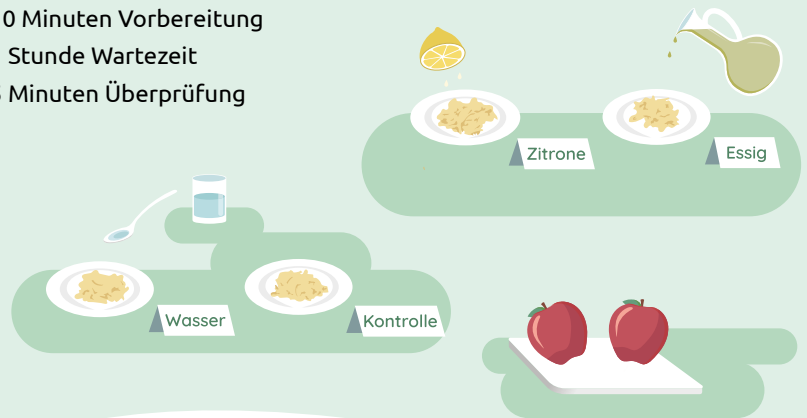 0 Minuten Vorbereitung
Stunde Wartezeit
Minuten Überprüfung
Zitrone
Essig
Wasser
Kontrolle